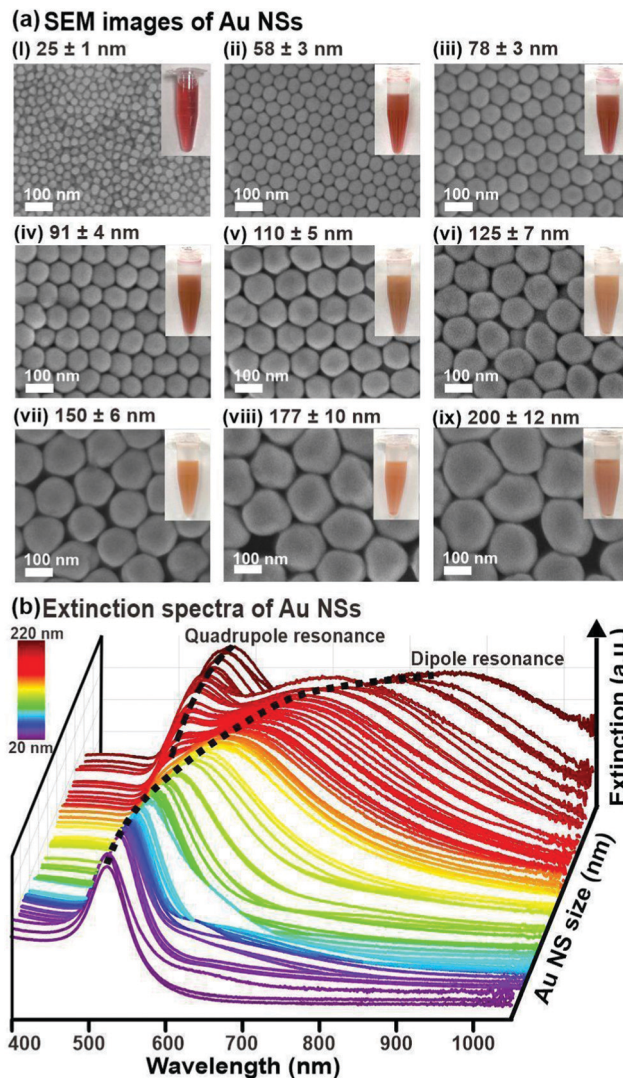 (a) SEM images of Au NSs
(I) 25 ± 1 nm
(ii) 58 ± 3 nm
(iii) 78 ± 3 nm
100 nm
100 nm
100 nm
(iv) 91 ± 4 nm
(v) 110 ± 5 nm
(vi) 125 ± 7 nm
100 nm
100 nm
100 nm
(vii) 150 ± 6 nm
(viii) 177 ± 10 nm
(ix) 200 ± 12 nm
100 nm
100 nm
100 nm
(b) Extinction spectra of Au NSs
220 nm
20 nm
Quadrupole resonance
Dipole resonance
Extinction (a.u.)
Au NS size (nm)
400 500 600 700 800 900 1000
Wavelength (nm)